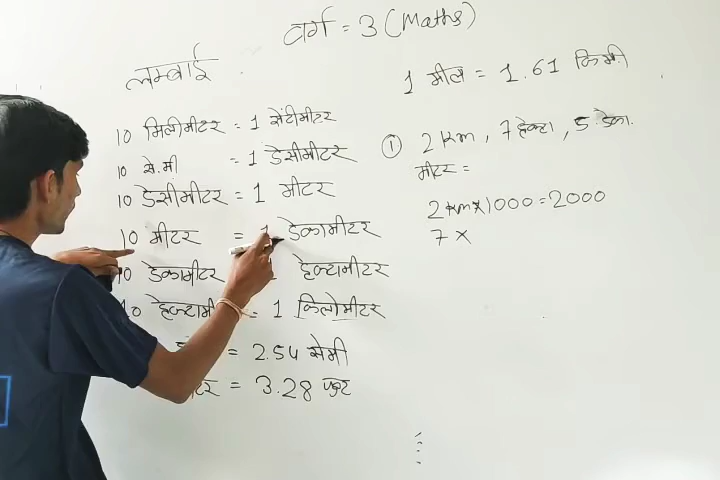 वर्ग = 3 (Maths)
लम्बाई
1 मील = 1.61 किमी.
10 मिलीमीटर = 1 सेंटीमीटर
10 से.मी = 1 डेसीमीटर
10 डेसीमीटर = 1 मीटर
10 मीटर = 1 डेकामीटर
10 डेकामीटर हेक्टामीटर
10 हेक्टामी = 1 किलोमीटर
= 2.54 सेमी
= 3.28 फुट
① 2 Km, 7 हेक्टा, 5 डेका.
मीटर =
2 Km × 1000 = 2000
7 ×